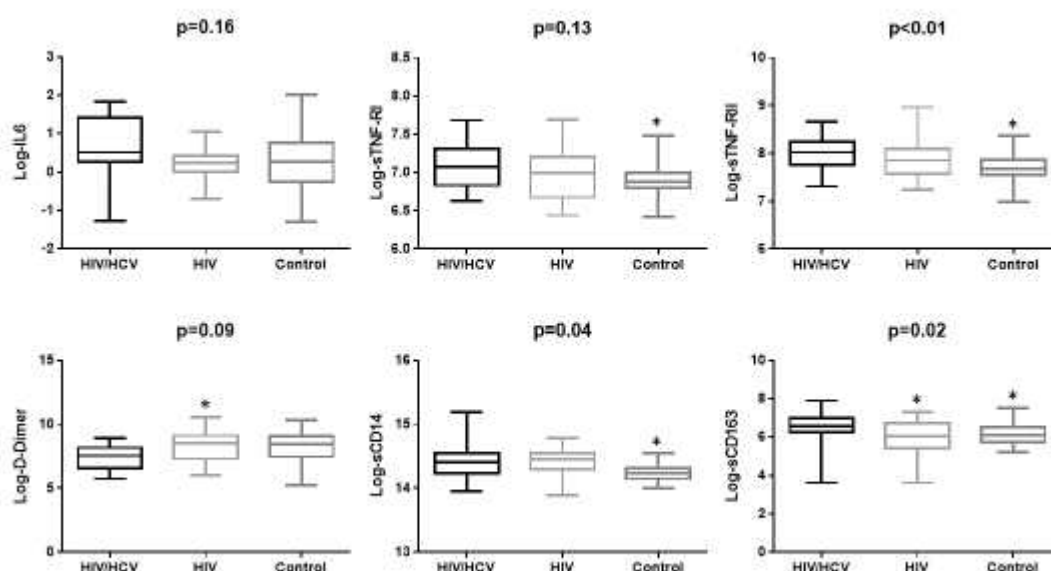 p=0.16
3
2
1
0
-1
-2
Log-IL6
HIV/HCV HIV Control
p=0.13
8.5
8.0
7.5
7.0
6.5
6.0
Log-sTNF-RI
*
HIV/HCV HIV Control
p<0.01
10
9
8
7
6
Log-sTNF-RII
*
HIV/HCV HIV Control
p=0.09
15
10
5
0
Log-D-Dimer
*
HIV/HCV HIV Control
p=0.04
16
15
14
13
Log-sCD14
*
HIV/HCV HIV Control
p=0.02
10
8
6
4
2
0
Log-sCD163
* *
HIV/HCV HIV Control